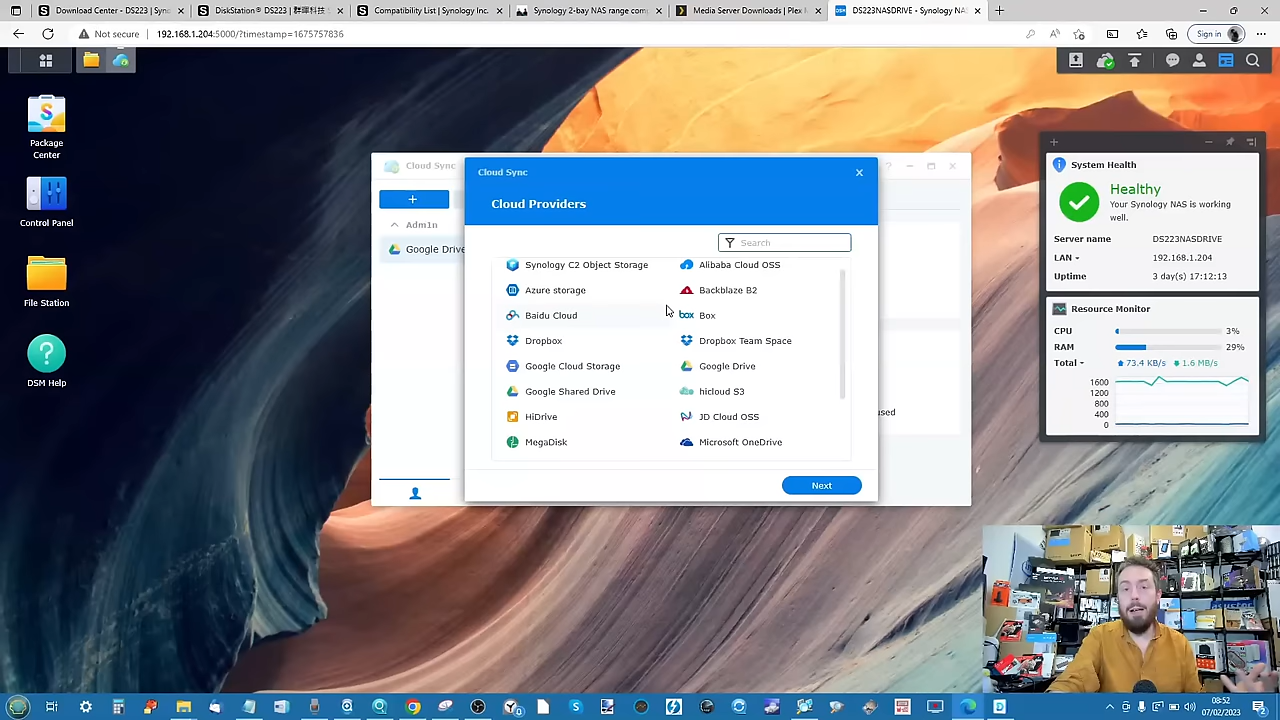 Download Center - DS223 | Syn
DiskStation® DS223 | 群暉科技
Compatibility List | Synology Inc.
Synology 2-bay NAS range com
Media Server Downloads | Plex M
DS223NASDRIVE - Synology NAS
Not secure
192.168.1.204:5000/?timestamp=1675757836
Sign in
Package
Center
Control Panel
File Station
DSM Help
Cloud Sync
Adm1n
Google Drive
used
Cloud Sync
Cloud Providers
Search
Synology C2 Object Storage
Alibaba Cloud OSS
Azure storage
Backblaze B2
Baidu Cloud
Box
Dropbox
Dropbox Team Space
Google Cloud Storage
Google Drive
Google Shared Drive
hicloud S3
HiDrive
JD Cloud OSS
MegaDisk
Microsoft OneDrive
Next
System Health
Healthy
Your Synology NAS is working
well.
Server name DS223NASDRIVE
LAN 192.168.1.204
Uptime 3 day(s) 17:12:13
Resource Monitor
CPU 3%
RAM 29%
Total 73.4 KB/s 1.6 MB/s
1600
1200
800
400
0
08:52
07/02/2023